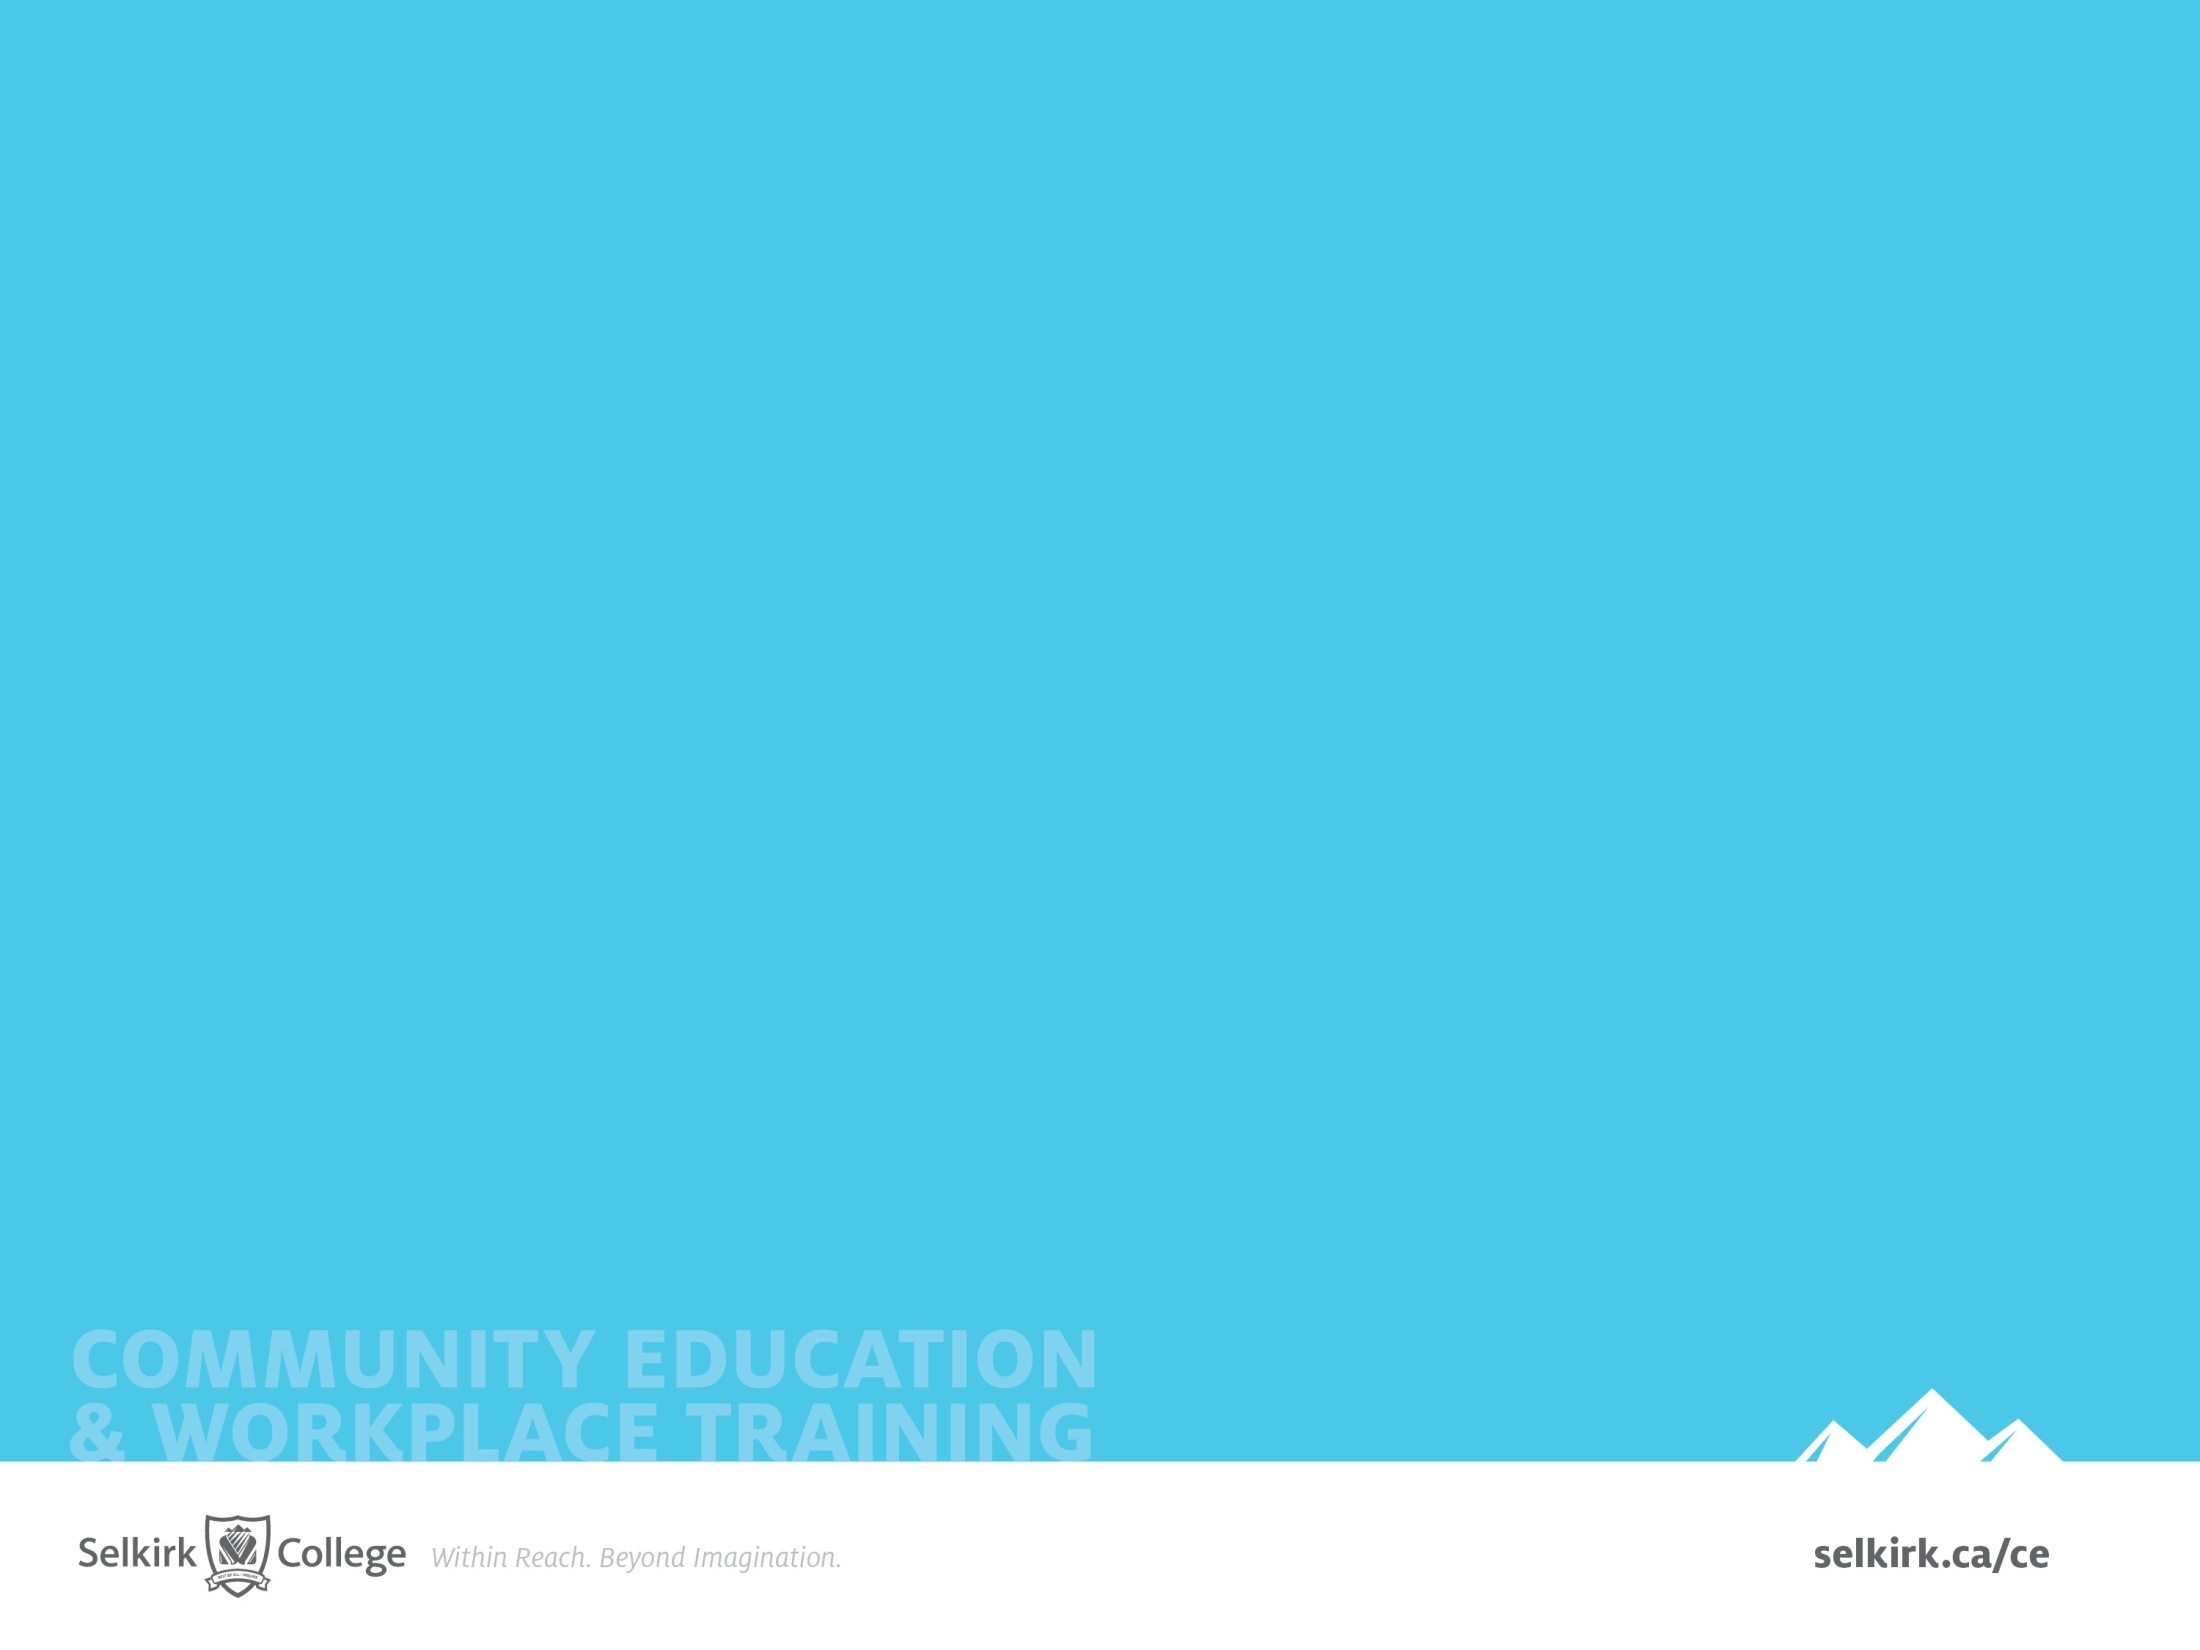 COMMUNITY EDUCATION
& WORKPLACE TRAINING
Selkirk College Within Reach. Beyond Imagination.
selkirk.ca/ce